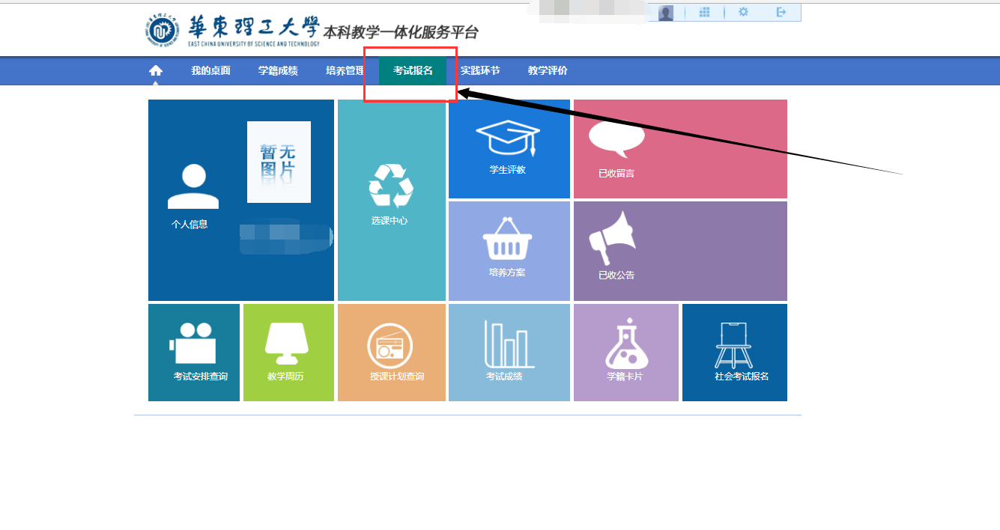 華東理工大學 本科教学一体化服务平台
EAST CHINA UNIVERSITY OF SCIENCE AND TECHNOLOGY
我的桌面 学籍成绩 培养管理 考试报名 实践环节 教学评价
暂无
图片
个人信息
选课中心
学生评教
已收留言
培养方案
已收公告
考试安排查询
教学周历
授课计划查询
考试成绩
学籍卡片
社会考试报名